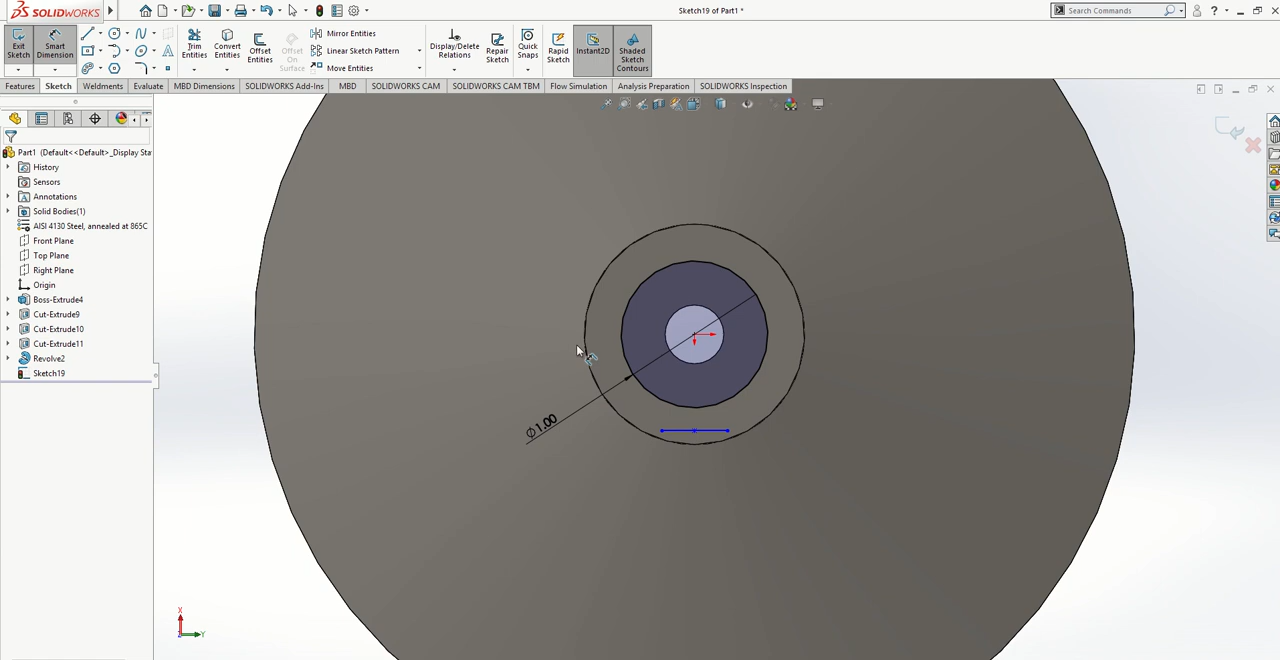 SOLIDWORKS
Sketch19 of Part1 *
Search Commands
?
Exit Sketch
Smart Dimension
Trim Entities
Convert Entities
Offset Entities
Offset On Surface
Mirror Entities
Linear Sketch Pattern
Move Entities
Display/Delete Relations
Repair Sketch
Quick Snaps
Rapid Sketch
Instant2D
Shaded Sketch Contours
Features
Sketch
Weldments
Evaluate
MBD Dimensions
SOLIDWORKS Add-Ins
MBD
SOLIDWORKS CAM
SOLIDWORKS CAM TBM
Flow Simulation
Analysis Preparation
SOLIDWORKS Inspection
Part1 (Default<<Default>_Display Sta
History
Sensors
Annotations
Solid Bodies(1)
AISI 4130 Steel, annealed at 865C
Front Plane
Top Plane
Right Plane
Origin
Boss-Extrude4
Cut-Extrude9
Cut-Extrude10
Cut-Extrude11
Revolve2
Sketch19
∅1.00
X
Y
Z